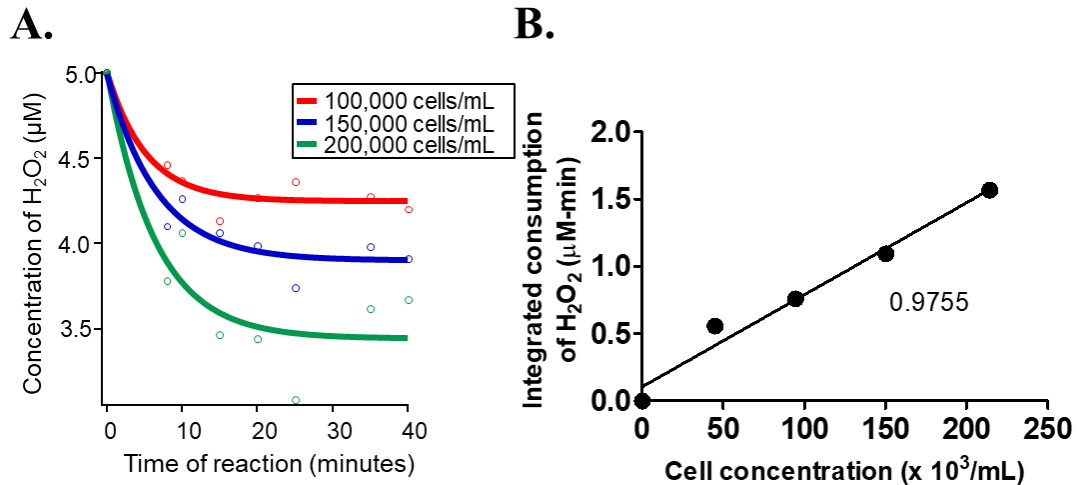 A.
B.
5.0
4.5
4.0
3.5
Concentration of H₂O₂ (µM)
100,000 cells/mL
150,000 cells/mL
200,000 cells/mL
0 10 20 30 40
Time of reaction (minutes)
Integrated consumption
of H₂O₂ (µM-min)
2.0
1.5
1.0
0.5
0.0
0.9755
0 50 100 150 200 250
Cell concentration (x 10³/mL)